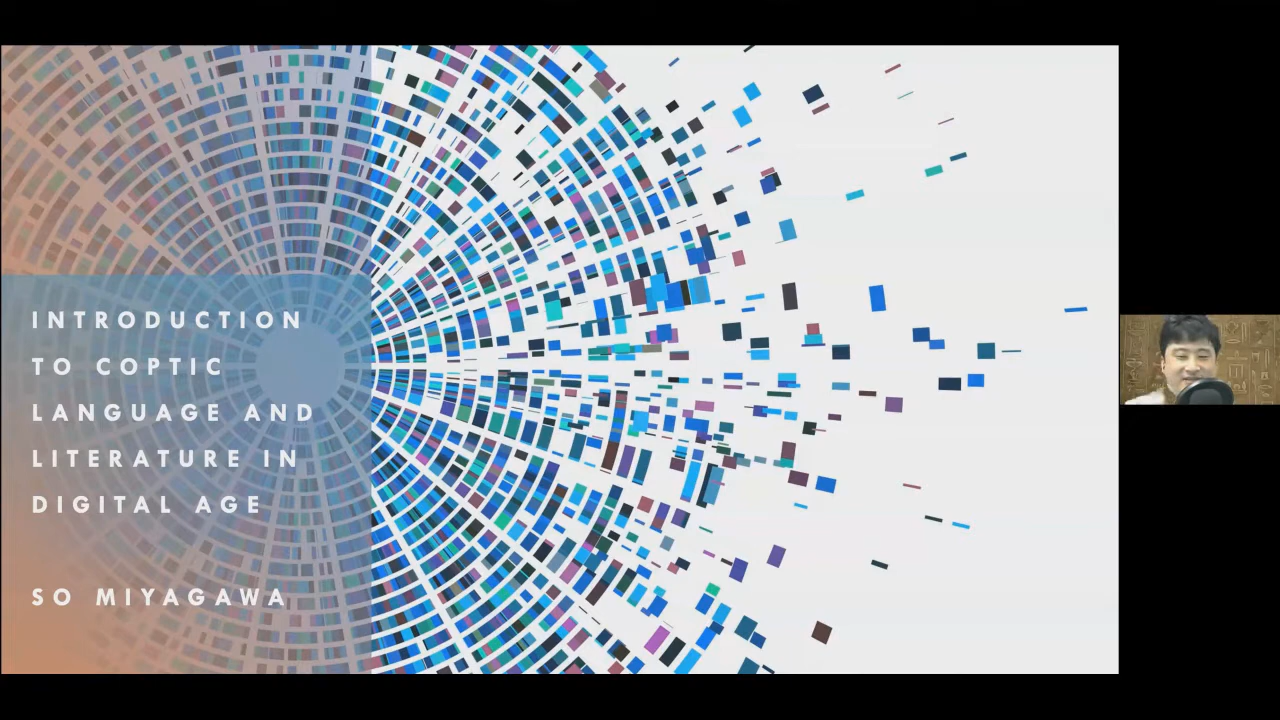 INTRODUCTION
TO COPTIC
LANGUAGE AND
LITERATURE IN
DIGITAL AGE
SO MIYAGAWA